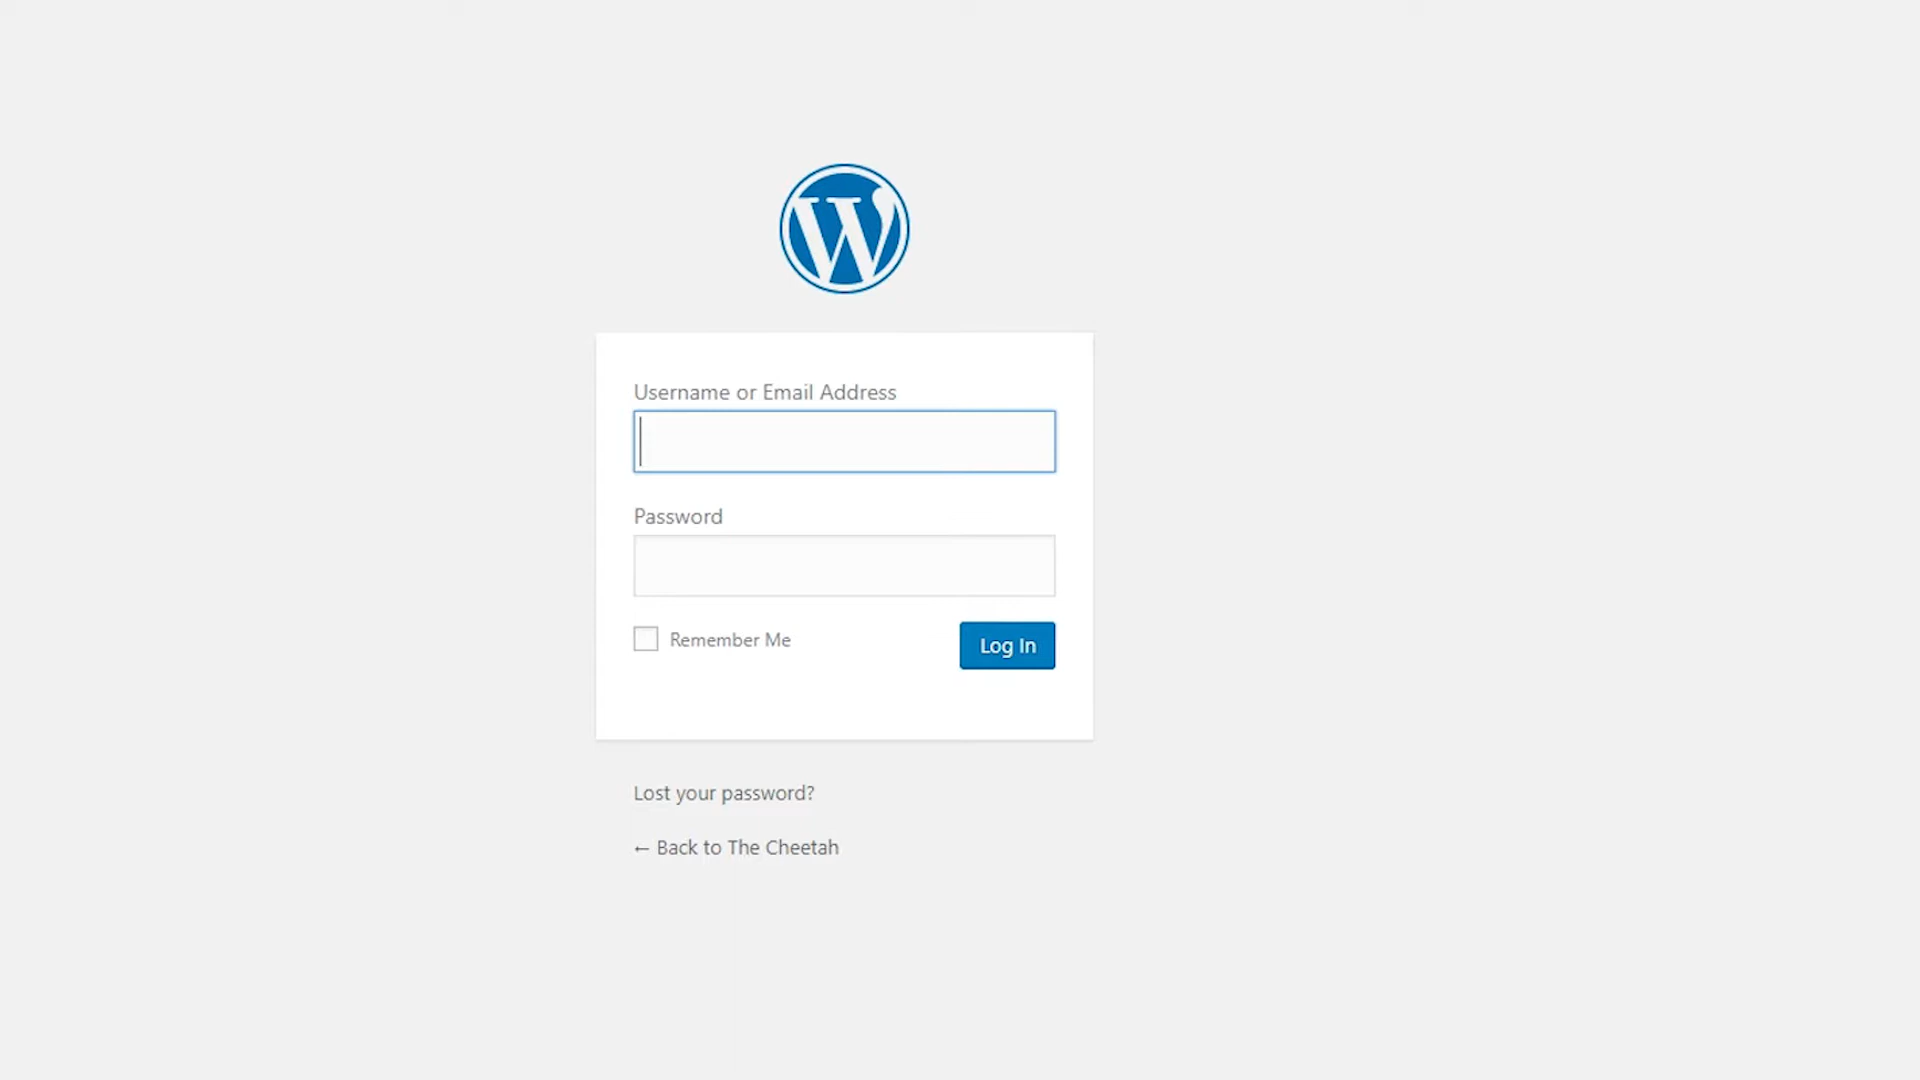 Username or Email Address
Password
Remember Me
Log In
Lost your password?
← Back to The Cheetah